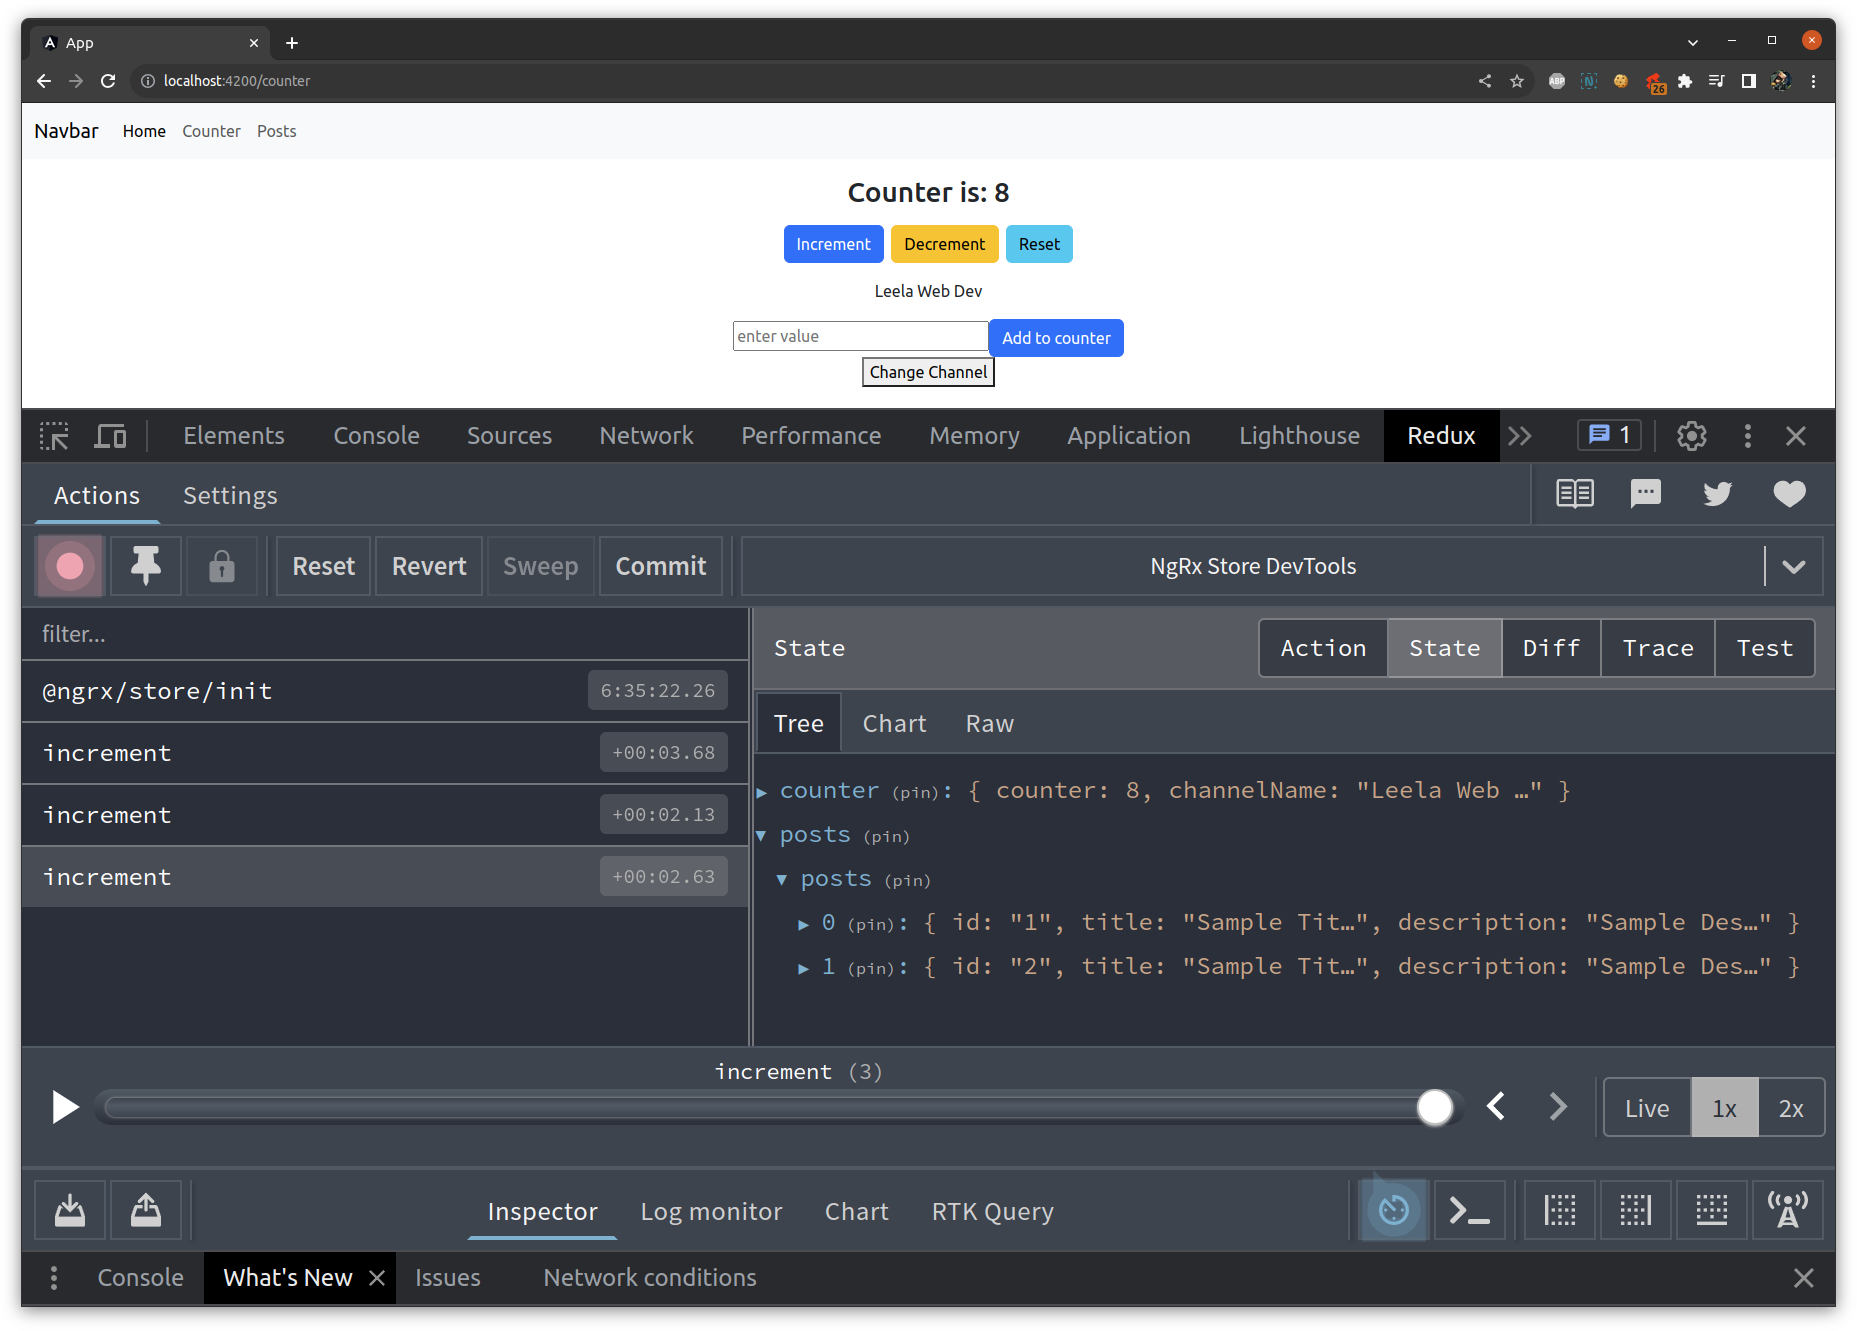 App
localhost:4200/counter
ABP
N
26
Navbar Home Counter Posts
Counter is: 8
Increment Decrement Reset
Leela Web Dev
enter value Add to counter
Change Channel
Elements Console Sources Network Performance Memory Application Lighthouse Redux 1
Actions Settings
Reset Revert Sweep Commit NgRx Store DevTools
filter...
@ngrx/store/init 6:35:22.26
increment +00:03.68
increment +00:02.13
increment +00:02.63
State Action State Diff Trace Test
Tree Chart Raw
counter (pin): { counter: 8, channelName: "Leela Web …" }
posts (pin)
posts (pin)
0 (pin): { id: "1", title: "Sample Tit…", description: "Sample Des…" }
1 (pin): { id: "2", title: "Sample Tit…", description: "Sample Des…" }
increment (3)
Live 1x 2x
Inspector Log monitor Chart RTK Query
Console What's New Issues Network conditions